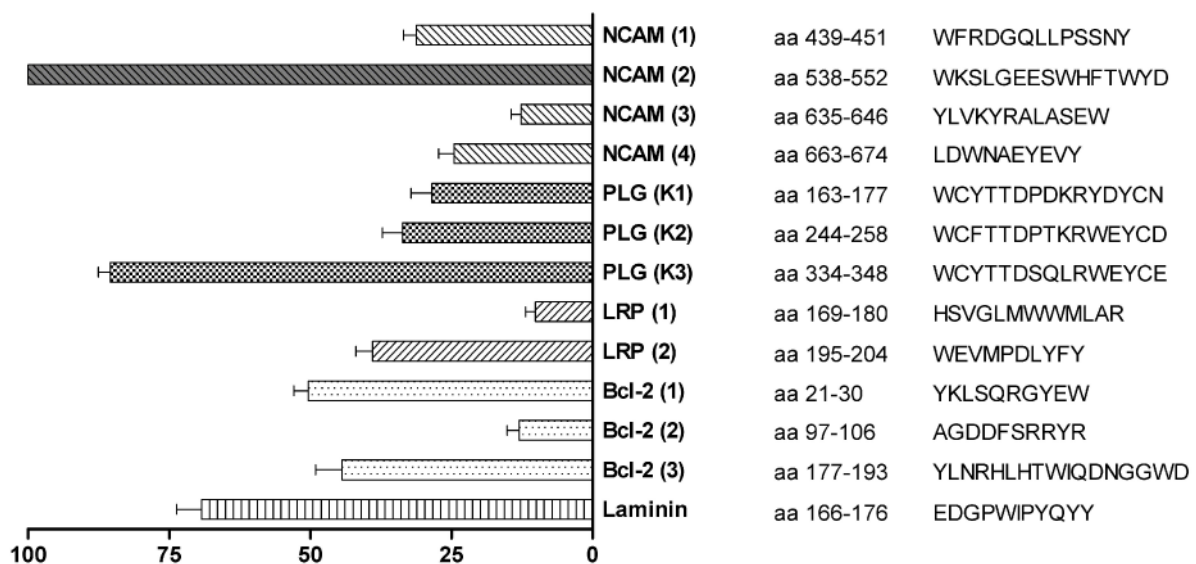 NCAM (1) aa 439-451 WFRDGQLLPSSNY
NCAM (2) aa 538-552 WKSLGEESWHFTWYD
NCAM (3) aa 635-646 YLVKYRALASEW
NCAM (4) aa 663-674 LDWNAEYEVY
PLG (K1) aa 163-177 WCYTTDPDKRYDYCN
PLG (K2) aa 244-258 WCFTTDPTKRWEYCD
PLG (K3) aa 334-348 WCYTTDSQLRWEYCE
LRP (1) aa 169-180 HSVGLMWWMLAR
LRP (2) aa 195-204 WEVMPDLYFY
Bcl-2 (1) aa 21-30 YKLSQRGYEW
Bcl-2 (2) aa 97-106 AGDDFSRRYR
Bcl-2 (3) aa 177-193 YLNRHLHTWIQDNGGWD
Laminin aa 166-176 EDGPWIPYQYY
100 75 50 25 0